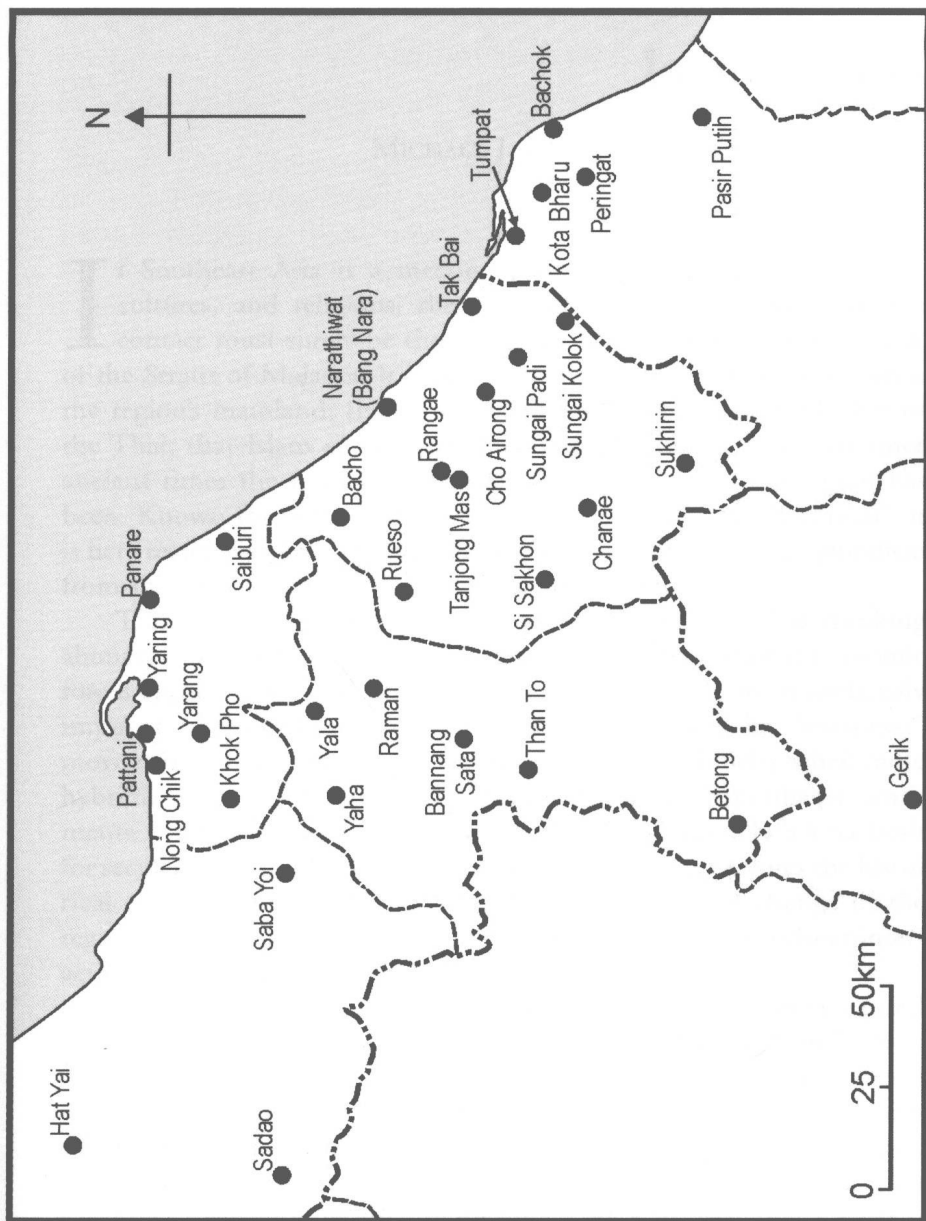 N
Hat Yai
Sadao
Saba Yoi
Pattani
Nong Chik
Yaring
Yarang
Khok Pho
Panare
Saiburi
Yala
Yaha
Raman
Bannang
Sata
Than To
Betong
Gerik
Bacho
Rueso
Narathiwat
(Bang Nara)
Rangae
Tanjong Mas
Cho Airong
Si Sakhon
Chanae
Sukhirin
Tak Bai
Sungai Padi
Sungai Kolok
Tumpat
Kota Bharu
Bachok
Peringat
Pasir Putih
0
25
50km